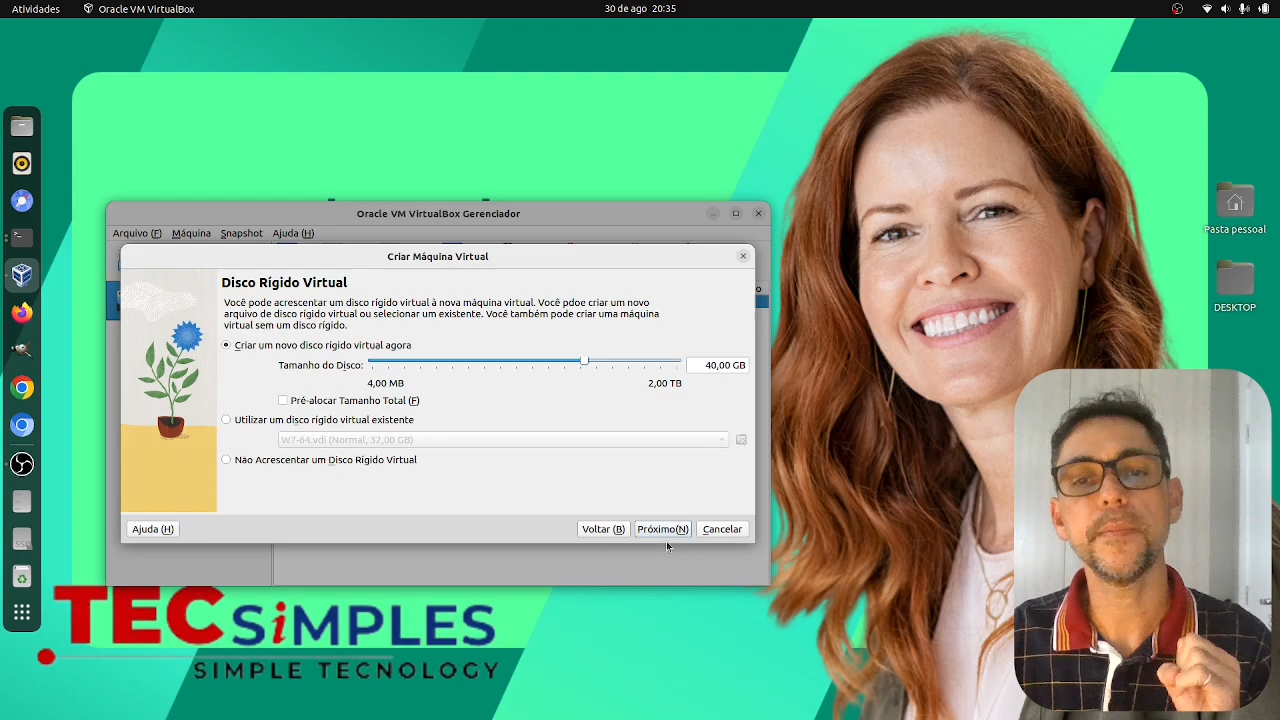 Atividades
Oracle VM VirtualBox
30 de ago 20:35
Pasta pessoal
DESKTOP
Oracle VM VirtualBox Gerenciador
Arquivo (F)
Máquina
Snapshot
Ajuda (H)
Criar Máquina Virtual
Disco Rígido Virtual
Você pode acrescentar um disco rígido virtual à nova máquina virtual. Você pdoe criar um novo
arquivo de disco rígido virtual ou selecionar um existente. Você também pode criar uma máquina
virtual sem um disco rígido.
Criar um novo disco rígido virtual agora
Tamanho do Disco:
40,00 GB
4,00 MB
2,00 TB
Pré-alocar Tamanho Total (F)
Utilizar um disco rígido virtual existente
W7-64.vdi (Normal, 32,00 GB)
Não Acrescentar um Disco Rígido Virtual
Ajuda (H)
Voltar (B)
Próximo(N)
Cancelar
TECSiMPLES
SIMPLE TECNOLOGY